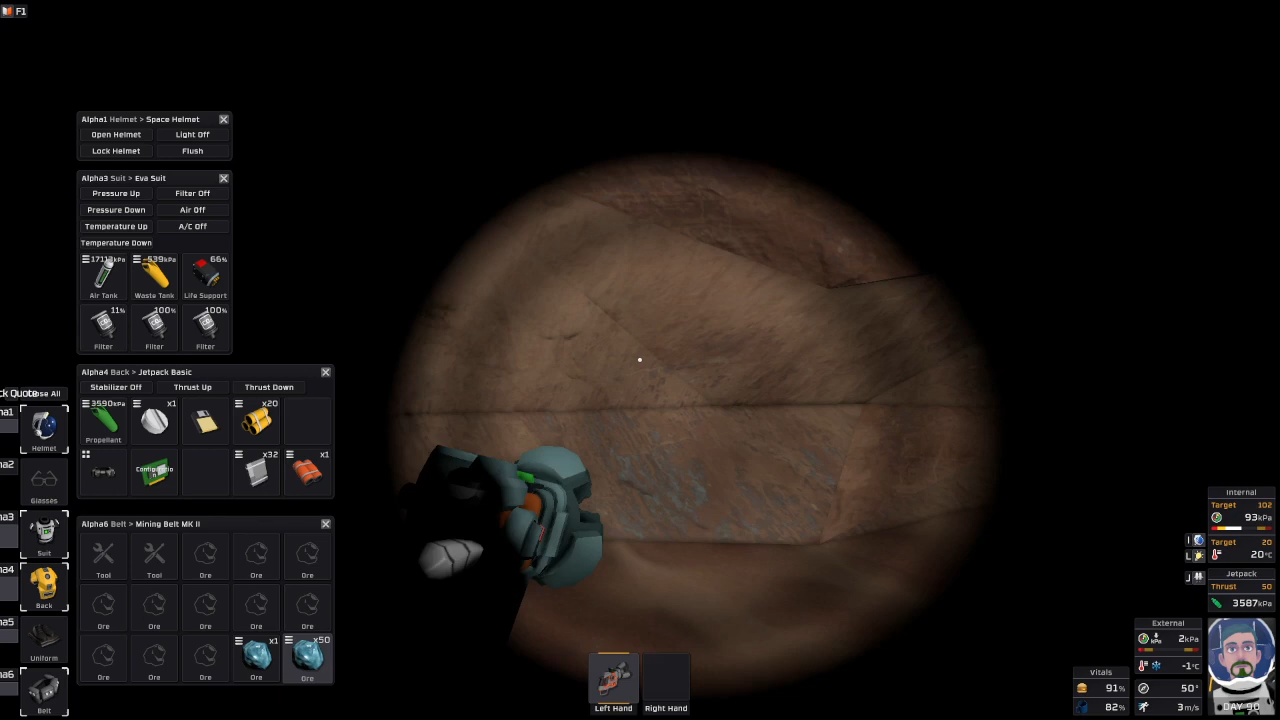 F1
Alpha1 Helmet > Space Helmet
Open Helmet Light Off
Lock Helmet Flush
Alpha3 Suit > Eva Suit
Pressure Up Filter Off
Pressure Down Air Off
Temperature Up A/C Off
Temperature Down
539kPa 66%
Air Tank Waste Tank Life Support
11% 100% 100%
Filter Filter Filter
Alpha4 Back > Jetpack Basic
Stabilizer Off Thrust Up Thrust Down
3590kPa x1 x20
Propellant
x32 x1
Alpha6 Belt > Mining Belt MK II
Tool Tool Ore Ore Ore
Ore Ore Ore Ore Ore
x1 x50
Ore Ore Ore Ore Ore
All
Helmet
Glasses
Suit
Back
Uniform
Belt
Left Hand Right Hand
Internal
Target 102
93kPa
Target 20
20°C
Jetpack
Thrust 50
3587kPa
External
2kPa
-1°C
50°
3m/s
Vitals
91%
82%
DAY 90